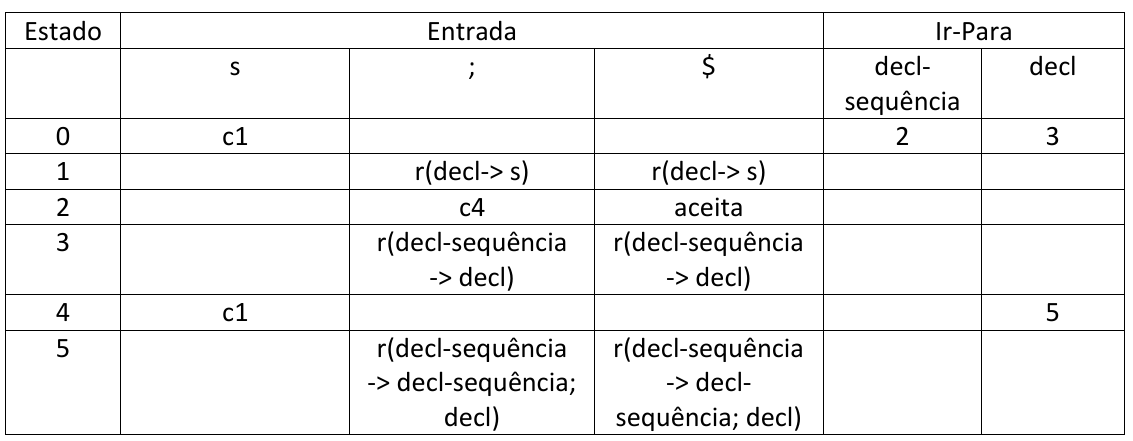 Estado Entrada Ir-Para
s ; $ decl- decl
sequência
0 c1 2 3
1 r(decl-> s) r(decl-> s)
2 c4 aceita
3 r(decl-sequência r(decl-sequência
-> decl) -> decl)
4 c1 5
5 r(decl-sequência r(decl-sequência
-> decl-sequência; -> decl-
decl) sequência; decl)